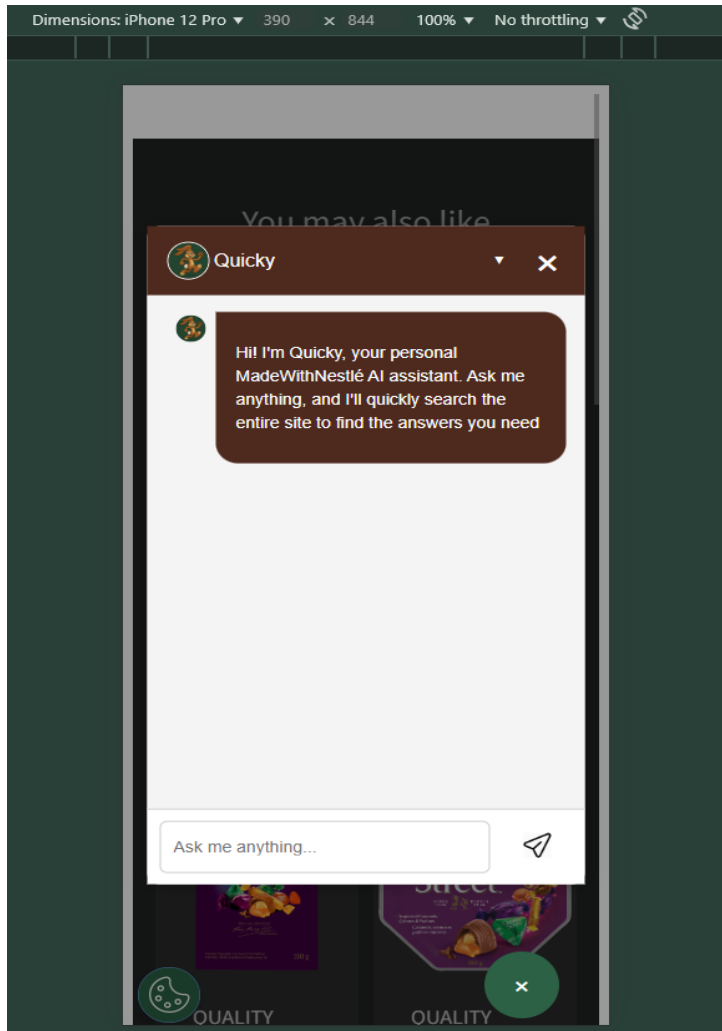 Dimensions: iPhone 12 Pro ▼ 390 × 844 100% ▼ No throttling ▼
You may also like
Quicky ▼ ×
Hi! I'm Quicky, your personal
MadeWithNestlé AI assistant. Ask me
anything, and I'll quickly search the
entire site to find the answers you need
Ask me anything...
Street
QUALITY QUALITY
×